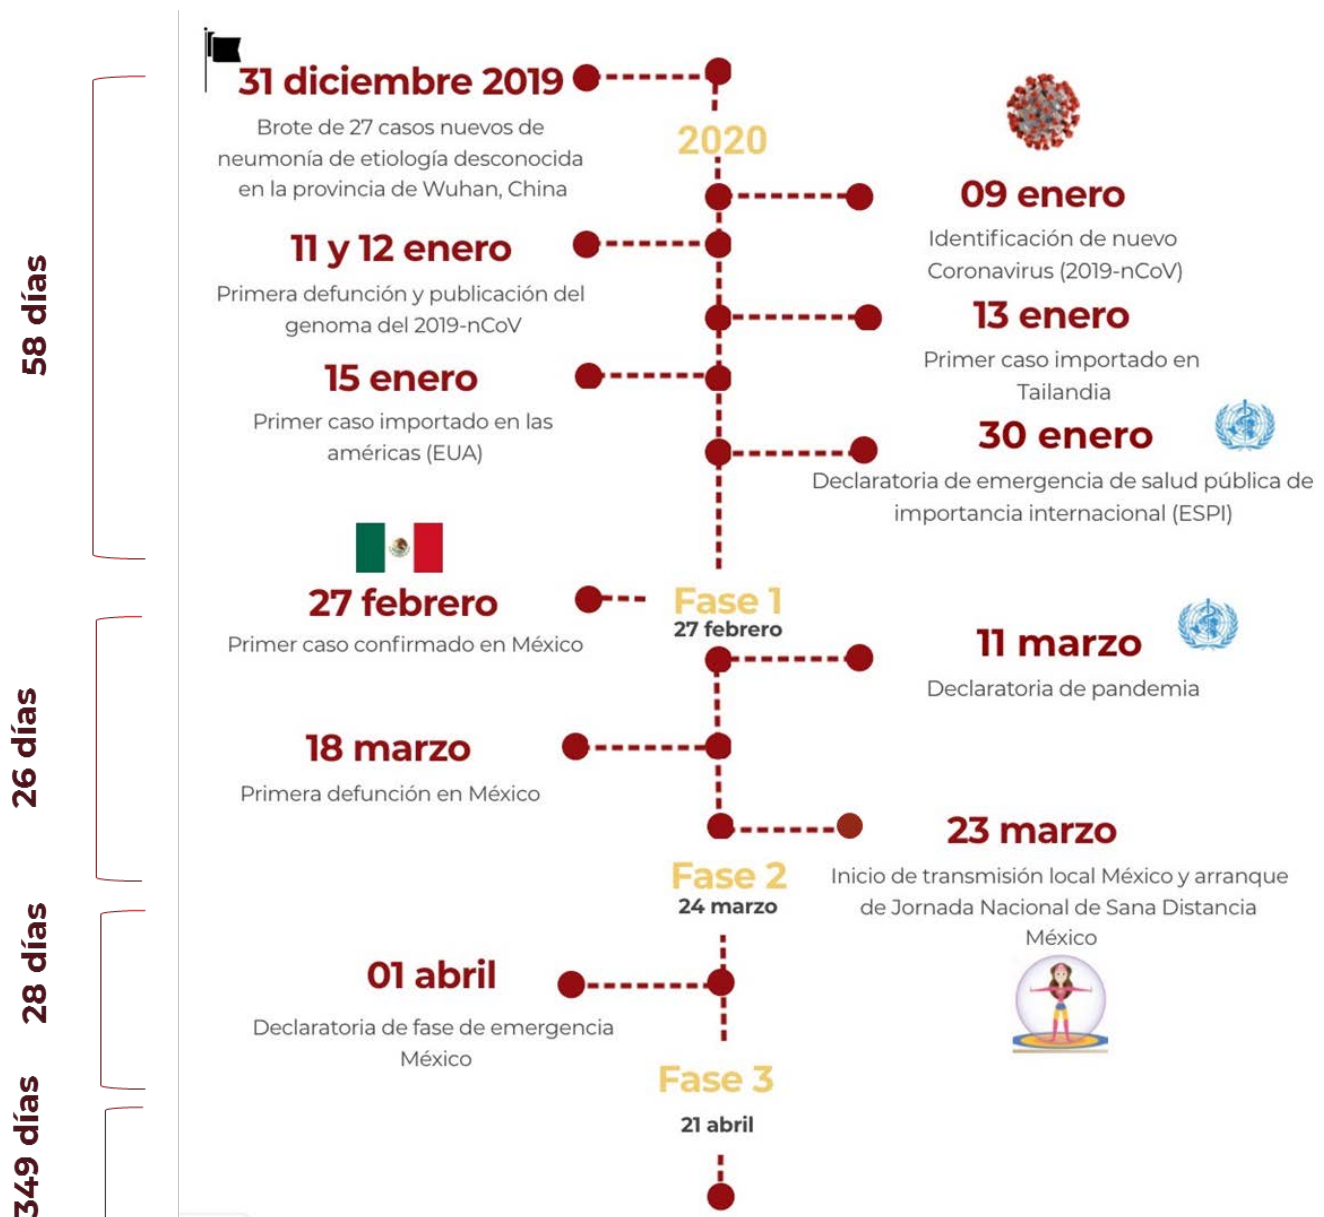 31 diciembre 2019
Brote de 27 casos nuevos de
neumonía de etiología desconocida
en la provincia de Wuhan, China
2020
09 enero
Identificación de nuevo
Coronavirus (2019-nCoV)
11 y 12 enero
Primera defunción y publicación del
genoma del 2019-nCoV
13 enero
Primer caso importado en
Tailandia
15 enero
Primer caso importado en las
américas (EUA)
30 enero
Declaratoria de emergencia de salud pública de
importancia internacional (ESPI)
58 días
27 febrero
Primer caso confirmado en México
Fase 1
27 febrero
11 marzo
Declaratoria de pandemia
18 marzo
Primera defunción en México
23 marzo
Inicio de transmisión local México y arranque
de Jornada Nacional de Sana Distancia
México
26 días
Fase 2
24 marzo
01 abril
Declaratoria de fase de emergencia
México
28 días
Fase 3
21 abril
349 días